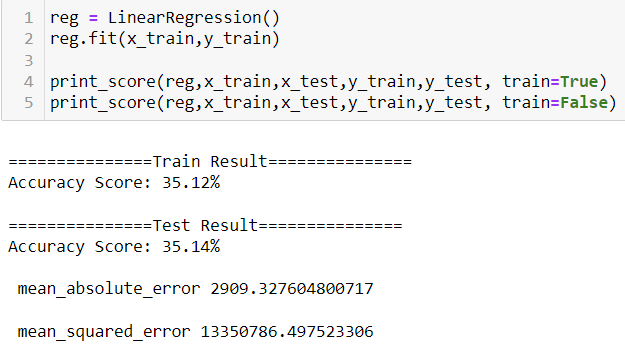 1 reg = LinearRegression()
2 reg.fit(x_train,y_train)
3
4 print_score(reg,x_train,x_test,y_train,y_test, train=True)
5 print_score(reg,x_train,x_test,y_train,y_test, train=False)
===============Train Result===============
Accuracy Score: 35.12%
===============Test Result===============
Accuracy Score: 35.14%
mean_absolute_error 2909.327604800717
mean_squared_error 13350786.497523306